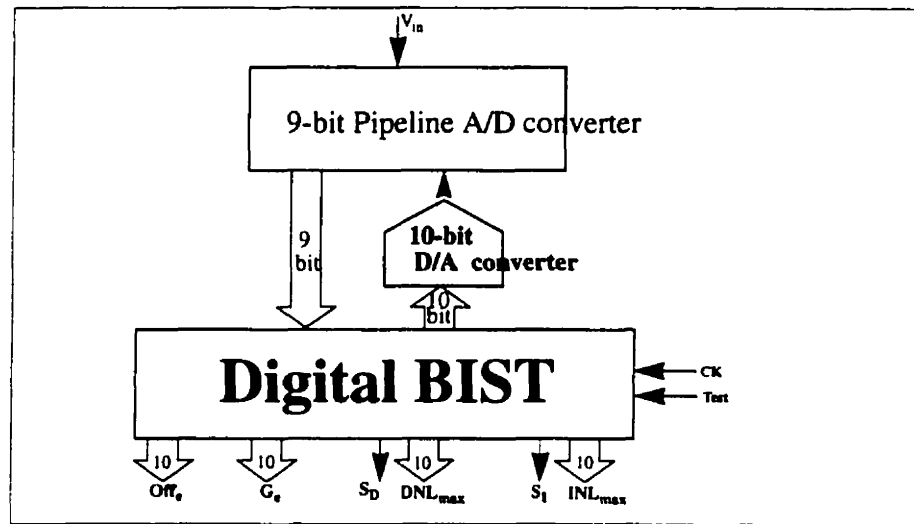 V_in
9-bit Pipeline A/D converter
9
bit
10-bit
D/A converter
10
bit
Digital BIST
CK
Test
10
10
10
10
Off_e
G_e
S_D
DNL_max
S_I
INL_max